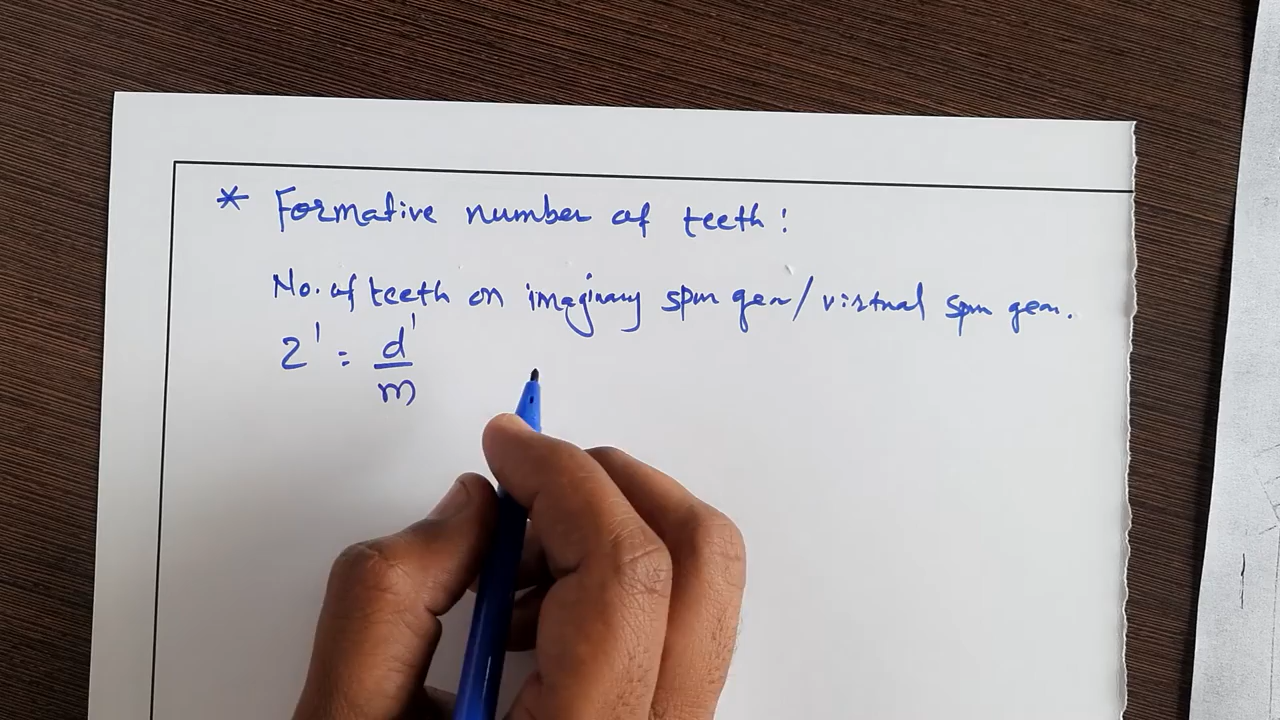 * Formative number of teeth:
No. of teeth on imaginary spur gear/virtual spur gear.
z' = d'/m